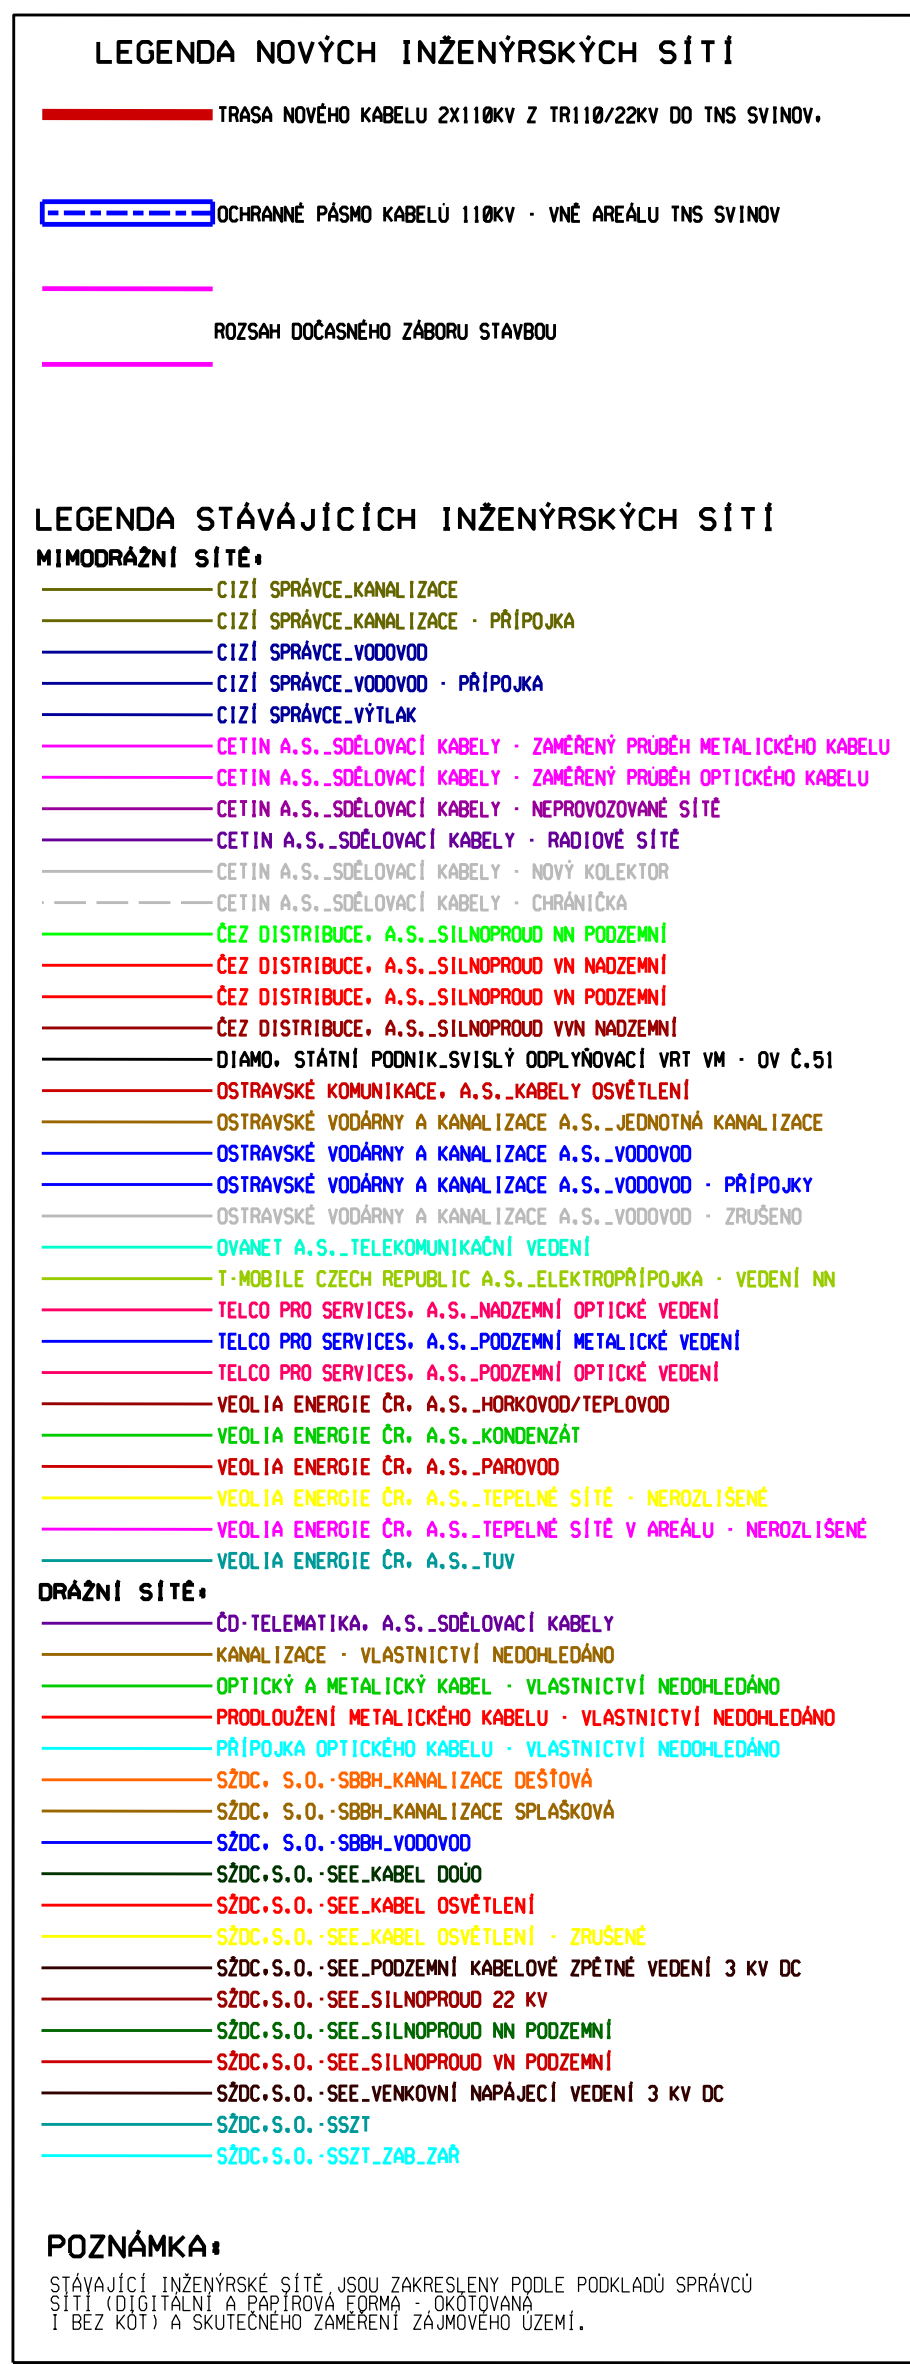 LEGENDA NOVÝCH INŽENÝRSKÝCH SÍTÍ
TRASA NOVÉHO KABELU 2X110KV Z TR110/22KV DO TNS SVINOV,
OCHRANNÉ PÁSMO KABELŮ 110KV - VNĚ AREÁLU TNS SVINOV
ROZSAH DOČASNÉHO ZÁBORU STAVBOU
LEGENDA STÁVÁJÍCÍCH INŽENÝRSKÝCH SÍTÍ
MIMODRÁŽNÍ SÍTĚ:
CIZÍ SPRÁVCE_KANALIZACE
CIZÍ SPRÁVCE_KANALIZACE - PŘÍPOJKA
CIZÍ SPRÁVCE_VODOVOD
CIZÍ SPRÁVCE_VODOVOD - PŘÍPOJKA
CIZÍ SPRÁVCE_VÝTLAK
CETIN A.S._SDĚLOVACÍ KABELY - ZAMĚŘENÝ PRŮBĚH METALICKÉHO KABELU
CETIN A.S._SDĚLOVACÍ KABELY - ZAMĚŘENÝ PRŮBĚH OPTICKÉHO KABELU
CETIN A.S._SDĚLOVACÍ KABELY - NEPROVOZOVANÉ SÍTĚ
CETIN A.S._SDĚLOVACÍ KABELY - RADIOVÉ SÍTĚ
CETIN A.S._SDĚLOVACÍ KABELY - NOVÝ KOLEKTOR
CETIN A.S._SDĚLOVACÍ KABELY - CHRÁNIČKA
ČEZ DISTRIBUCE, A.S._SILNOPROUD NN PODZEMNÍ
ČEZ DISTRIBUCE, A.S._SILNOPROUD VN NADZEMNÍ
ČEZ DISTRIBUCE, A.S._SILNOPROUD VN PODZEMNÍ
ČEZ DISTRIBUCE, A.S._SILNOPROUD VVN NADZEMNÍ
DIAMO, STÁTNÍ PODNIK_SVISLÝ ODPLYŇOVACÍ VRT VM - OV Č.51
OSTRAVSKÉ KOMUNIKACE, A.S._KABELY OSVĚTLENÍ
OSTRAVSKÉ VODÁRNY A KANALIZACE A.S._JEDNOTNÁ KANALIZACE
OSTRAVSKÉ VODÁRNY A KANALIZACE A.S._VODOVOD
OSTRAVSKÉ VODÁRNY A KANALIZACE A.S._VODOVOD - PŘÍPOJKY
OSTRAVSKÉ VODÁRNY A KANALIZACE A.S._VODOVOD - ZRUŠENO
OVANET A.S._TELEKOMUNIKAČNÍ VEDENÍ
T-MOBILE CZECH REPUBLIC A.S._ELEKTROPŘÍPOJKA - VEDENÍ NN
TELCO PRO SERVICES, A.S._NADZEMNÍ OPTICKÉ VEDENÍ
TELCO PRO SERVICES, A.S._PODZEMNÍ METALICKÉ VEDENÍ
TELCO PRO SERVICES, A.S._PODZEMNÍ OPTICKÉ VEDENÍ
VEOLIA ENERGIE ČR, A.S._HORKOVOD/TEPLOVOD
VEOLIA ENERGIE ČR, A.S._KONDENZÁT
VEOLIA ENERGIE ČR, A.S._PAROVOD
VEOLIA ENERGIE ČR, A.S._TEPELNÉ SÍTĚ - NEROZLIŠENÉ
VEOLIA ENERGIE ČR, A.S._TEPELNÉ SÍTĚ V AREÁLU - NEROZLIŠENÉ
VEOLIA ENERGIE ČR, A.S._TUV
DRÁŽNÍ SÍTĚ:
ČD-TELEMATIKA, A.S._SDĚLOVACÍ KABELY
KANALIZACE - VLASTNICTVÍ NEDOHLEDÁNO
OPTICKÝ A METALICKÝ KABEL - VLASTNICTVÍ NEDOHLEDÁNO
PRODLOUŽENÍ METALICKÉHO KABELU - VLASTNICTVÍ NEDOHLEDÁNO
PŘÍPOJKA OPTICKÉHO KABELU - VLASTNICTVÍ NEDOHLEDÁNO
SŽDC, S.O.-SBBH_KANALIZACE DEŠŤOVÁ
SŽDC, S.O.-SBBH_KANALIZACE SPLAŠKOVÁ
SŽDC, S.O.-SBBH_VODOVOD
SŽDC,S.O.-SEE_KABEL DOÚO
SŽDC,S.O.-SEE_KABEL OSVĚTLENÍ
SŽDC,S.O.-SEE_KABEL OSVĚTLENÍ - ZRUŠENÉ
SŽDC,S.O.-SEE_PODZEMNÍ KABELOVÉ ZPĚTNÉ VEDENÍ 3 KV DC
SŽDC,S.O.-SEE_SILNOPROUD 22 KV
SŽDC,S.O.-SEE_SILNOPROUD NN PODZEMNÍ
SŽDC,S.O.-SEE_SILNOPROUD VN PODZEMNÍ
SŽDC,S.O.-SEE_VENKOVNÍ NAPÁJECÍ VEDENÍ 3 KV DC
SŽDC,S.O.-SSZT
SŽDC,S.O.-SSZT_ZAB_ZAŘ
POZNÁMKA:
STÁVAJÍCÍ INŽENÝRSKÉ SÍTĚ JSOU ZAKRESLENY PODLE PODKLADŮ SPRÁVCŮ
SÍTÍ (DIGITÁLNÍ A PAPÍROVÁ FORMA - OKÓTOVANÁ
I BEZ KÓT) A SKUTEČNÉHO ZAMĚŘENÍ ZÁJMOVÉHO ÚZEMÍ.